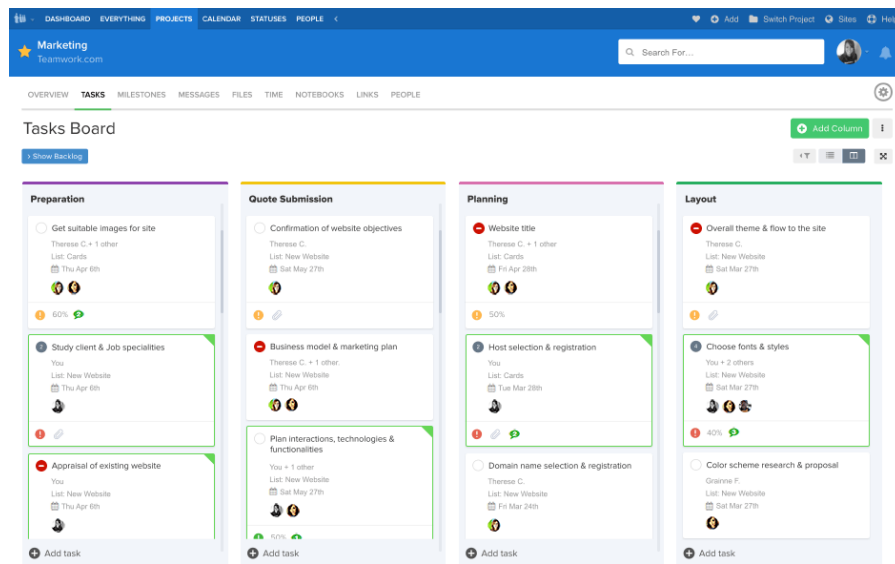 DASHBOARD EVERYTHING PROJECTS CALENDAR STATUSES PEOPLE
Add Switch Project Sites Help
Marketing
Teamwork.com
Search For...
OVERVIEW TASKS MILESTONES MESSAGES FILES TIME NOTEBOOKS LINKS PEOPLE
Tasks Board
Add Column
Show Backlog
Preparation
Get suitable images for site
Therese C.+ 1 other
List: Cards
Thu Apr 6th
60% 2
2 Study client & Job specialities
You
List: New Website
Thu Apr 6th
Appraisal of existing website
You
List: New Website
Thu Apr 6th
Add task
Quote Submission
Confirmation of website objectives
Therese C.
List: New Website
Sat May 27th
Business model & marketing plan
Therese C. + 1 other.
List: New Website
Thu Apr 6th
Plan interactions, technologies &
functionalities
You + 1 other
List: New Website
Sat May 27th
50%
Add task
Planning
Website title
Therese C. + 1 other
List: Cards
Fri Apr 28th
50%
2 Host selection & registration
You
List: Cards
Tue Mar 28th
2
Domain name selection & registration
Therese C.
List: New Website
Fri Mar 24th
Add task
Layout
Overall theme & flow to the site
Therese C.
List: New Website
Sat Mar 27th
4 Choose fonts & styles
You + 2 others
List: New Website
Sat Mar 27th
40% 2
Color scheme research & proposal
Grainne F.
List: New Website
Sat Mar 27th
Add task